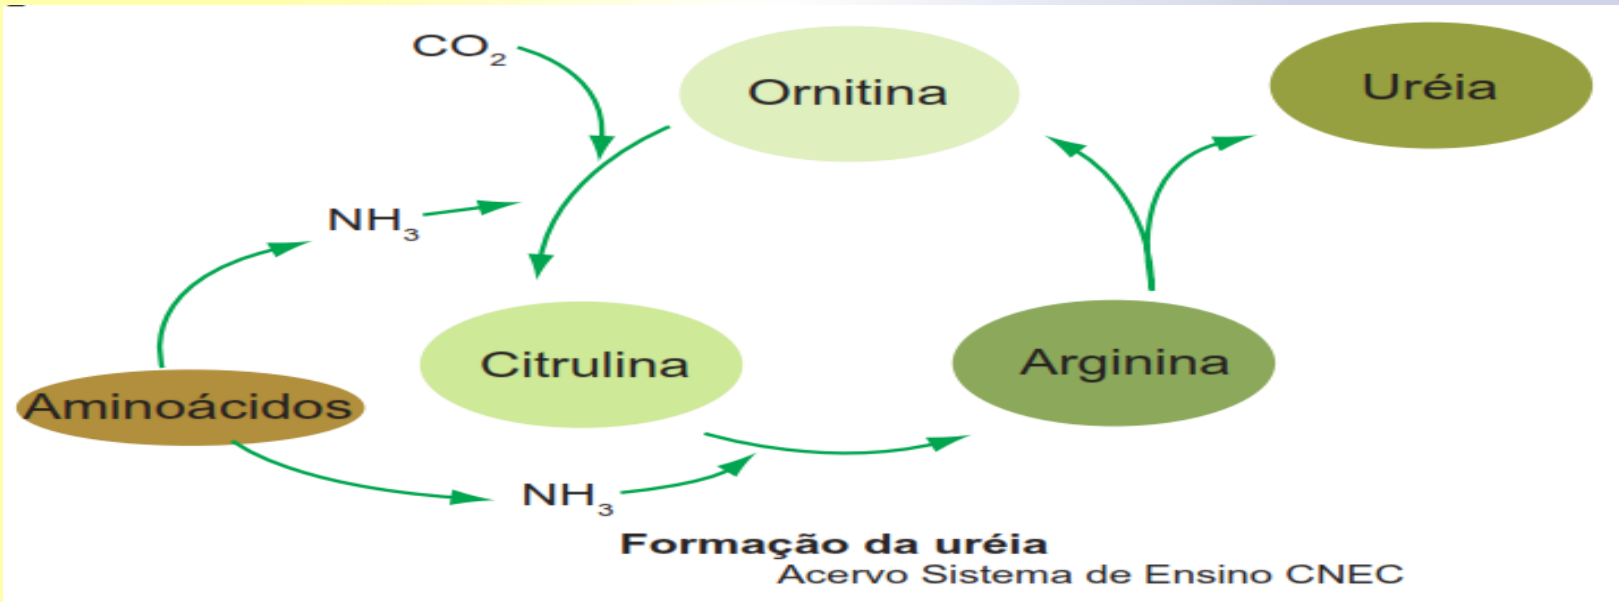 CO₂
Ornitina
Uréia
NH₃
Citrulina
Arginina
Aminoácidos
NH₃
Formação da uréia
Acervo Sistema de Ensino CNEC